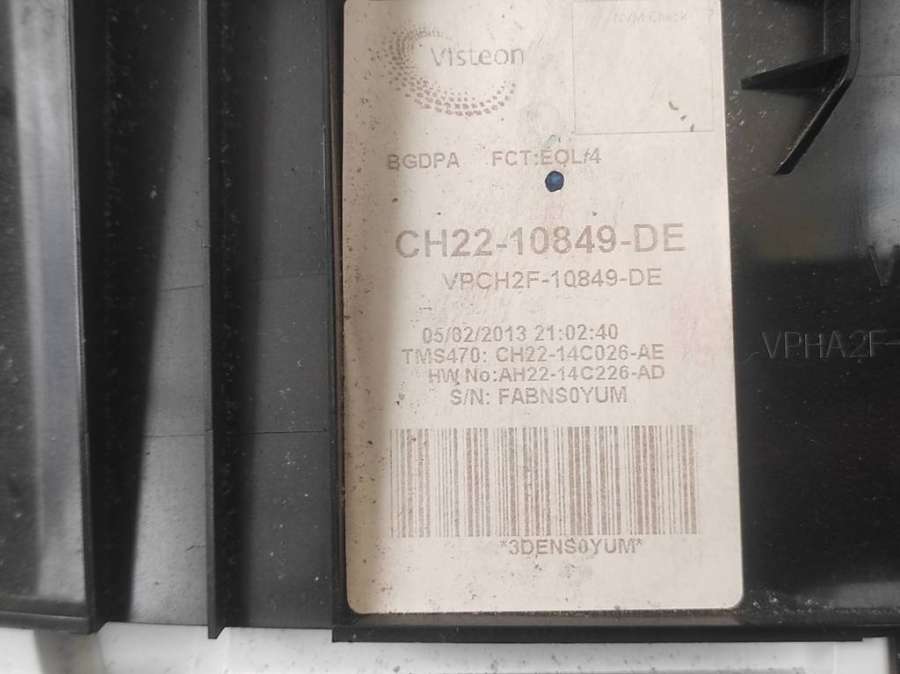 Visteon
BGDPA FCT:EOL/4
CH22-10849-DE
VPCH2F-10849-DE
05/02/2013 21:02:40
TMS470: CH22-14C026-AE
HW No:AH22-14C226-AD
S/N: FABNS0YUM
*3DENS0YUM*
VPHA2F-